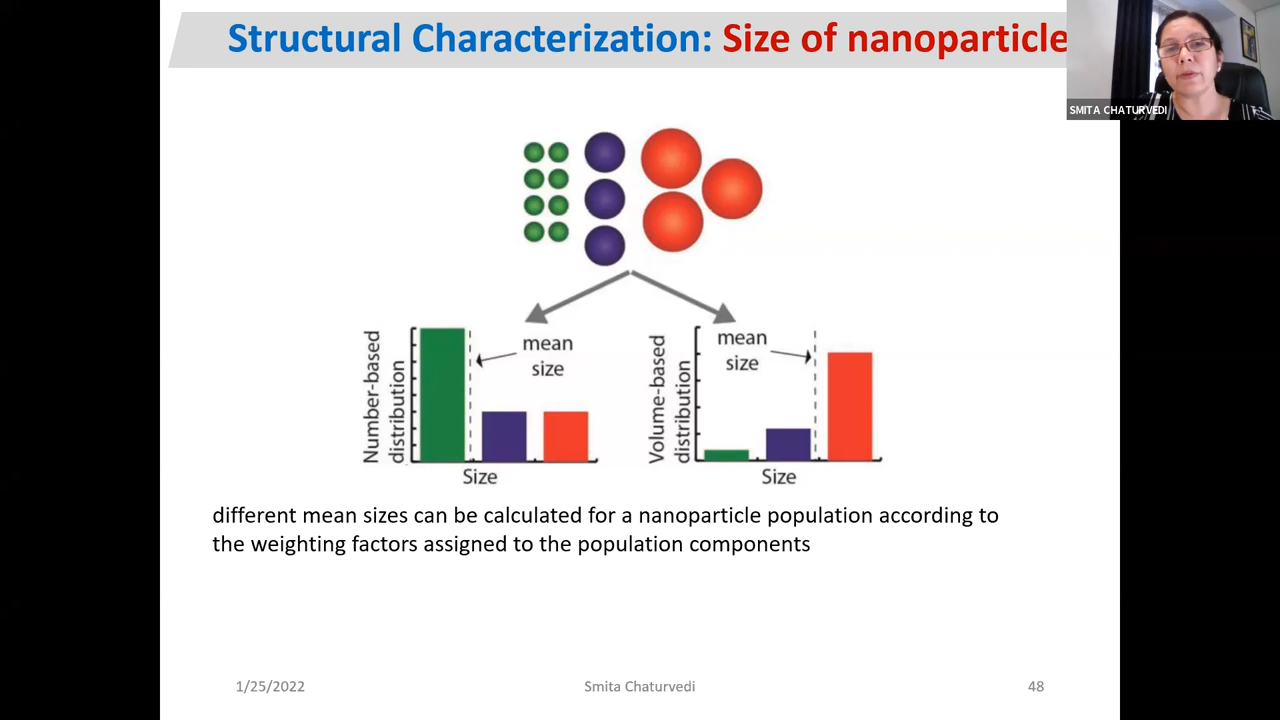 Structural Characterization: Size of nanoparticle
SMITA CHATURVEDI
Number-based
distribution
mean
size
Size
Volume-based
distribution
mean
size
Size
different mean sizes can be calculated for a nanoparticle population according to
the weighting factors assigned to the population components
1/25/2022
Smita Chaturvedi
48